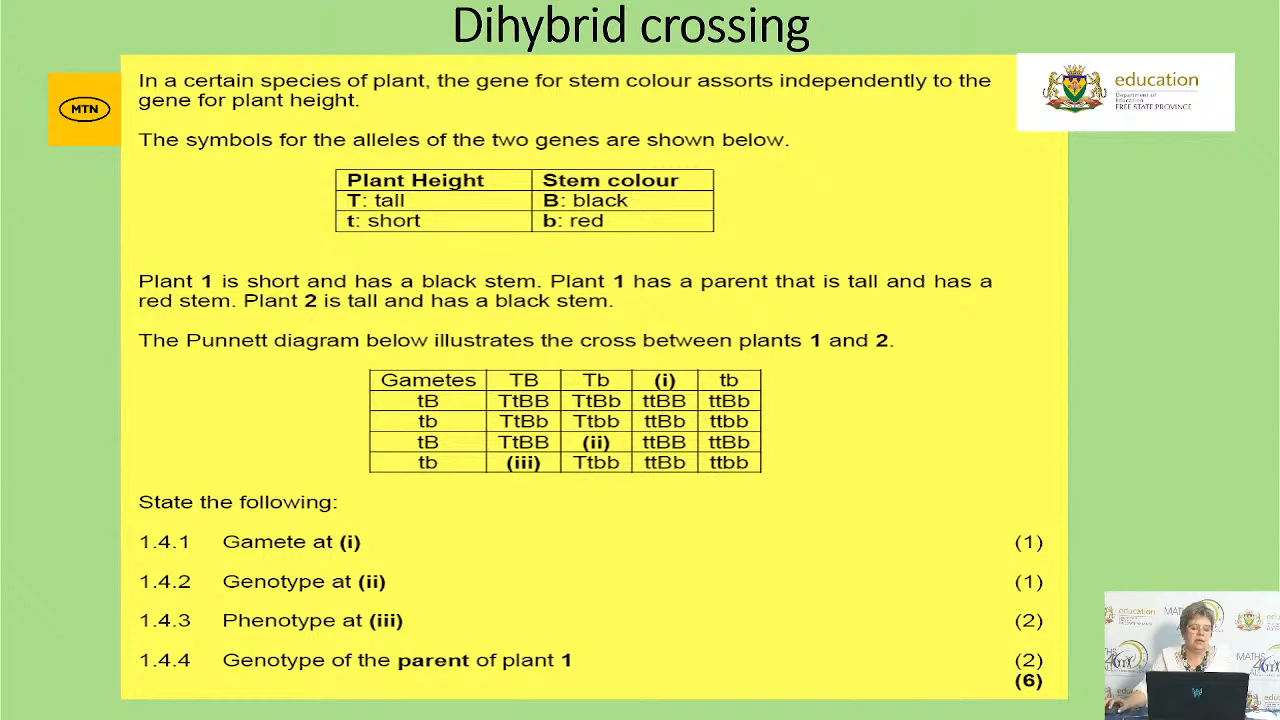 Dihybrid crossing
MTN
education
Department of
Education
FREE STATE PROVINCE
In a certain species of plant, the gene for stem colour assorts independently to the
gene for plant height.
The symbols for the alleles of the two genes are shown below.
Plant Height Stem colour
T: tall B: black
t: short b: red
Plant 1 is short and has a black stem. Plant 1 has a parent that is tall and has a
red stem. Plant 2 is tall and has a black stem.
The Punnett diagram below illustrates the cross between plants 1 and 2.
Gametes TB Tb (i) tb
tB TtBB TtBb ttBB ttBb
tb TtBb Ttbb ttBb ttbb
tB TtBB (ii) ttBB ttBb
tb (iii) Ttbb ttBb ttbb
State the following:
1.4.1 Gamete at (i) (1)
1.4.2 Genotype at (ii) (1)
1.4.3 Phenotype at (iii) (2)
1.4.4 Genotype of the parent of plant 1 (2)
(6)
education
MATHS